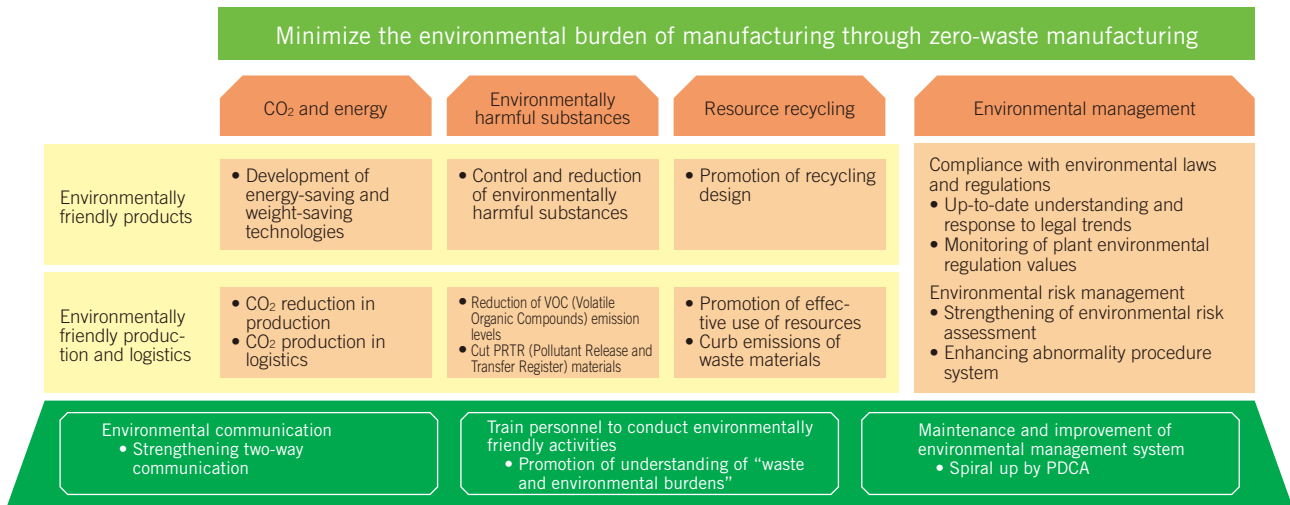 Minimize the environmental burden of manufacturing through zero-waste manufacturing
CO₂ and energy
Environmentally
harmful substances
Resource recycling
Environmental management
Environmentally
friendly products
• Development of
energy-saving and
weight-saving
technologies
• Control and reduction
of environmentally
harmful substances
• Promotion of recycling
design
Environmentally
friendly produc-
tion and logistics
• CO₂ reduction in
production
• CO₂ production in
logistics
• Reduction of VOC (Volatile
Organic Compounds) emission
levels
• Cut PRTR (Pollutant Release and
Transfer Register) materials
• Promotion of effec-
tive use of resources
• Curb emissions of
waste materials
Compliance with environmental laws
and regulations
• Up-to-date understanding and
response to legal trends
• Monitoring of plant environmental
regulation values
Environmental risk management
• Strengthening of environmental risk
assessment
• Enhancing abnormality procedure
system
Environmental communication
• Strengthening two-way
communication
Train personnel to conduct environmentally
friendly activities
• Promotion of understanding of “waste
and environmental burdens”
Maintenance and improvement of
environmental management system
• Spiral up by PDCA